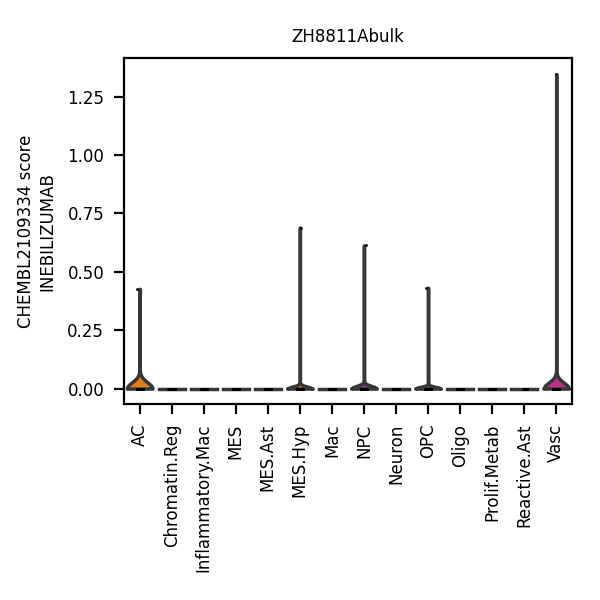 ZH8811Abulk
CHEMBL2109334 score
INEBILIZUMAB
1.25
1.00
0.75
0.50
0.25
0.00
AC
Chromatin.Reg
Inflammatory.Mac
MES
MES.Ast
MES.Hyp
Mac
NPC
Neuron
OPC
Oligo
Prolif.Metab
Reactive.Ast
Vasc